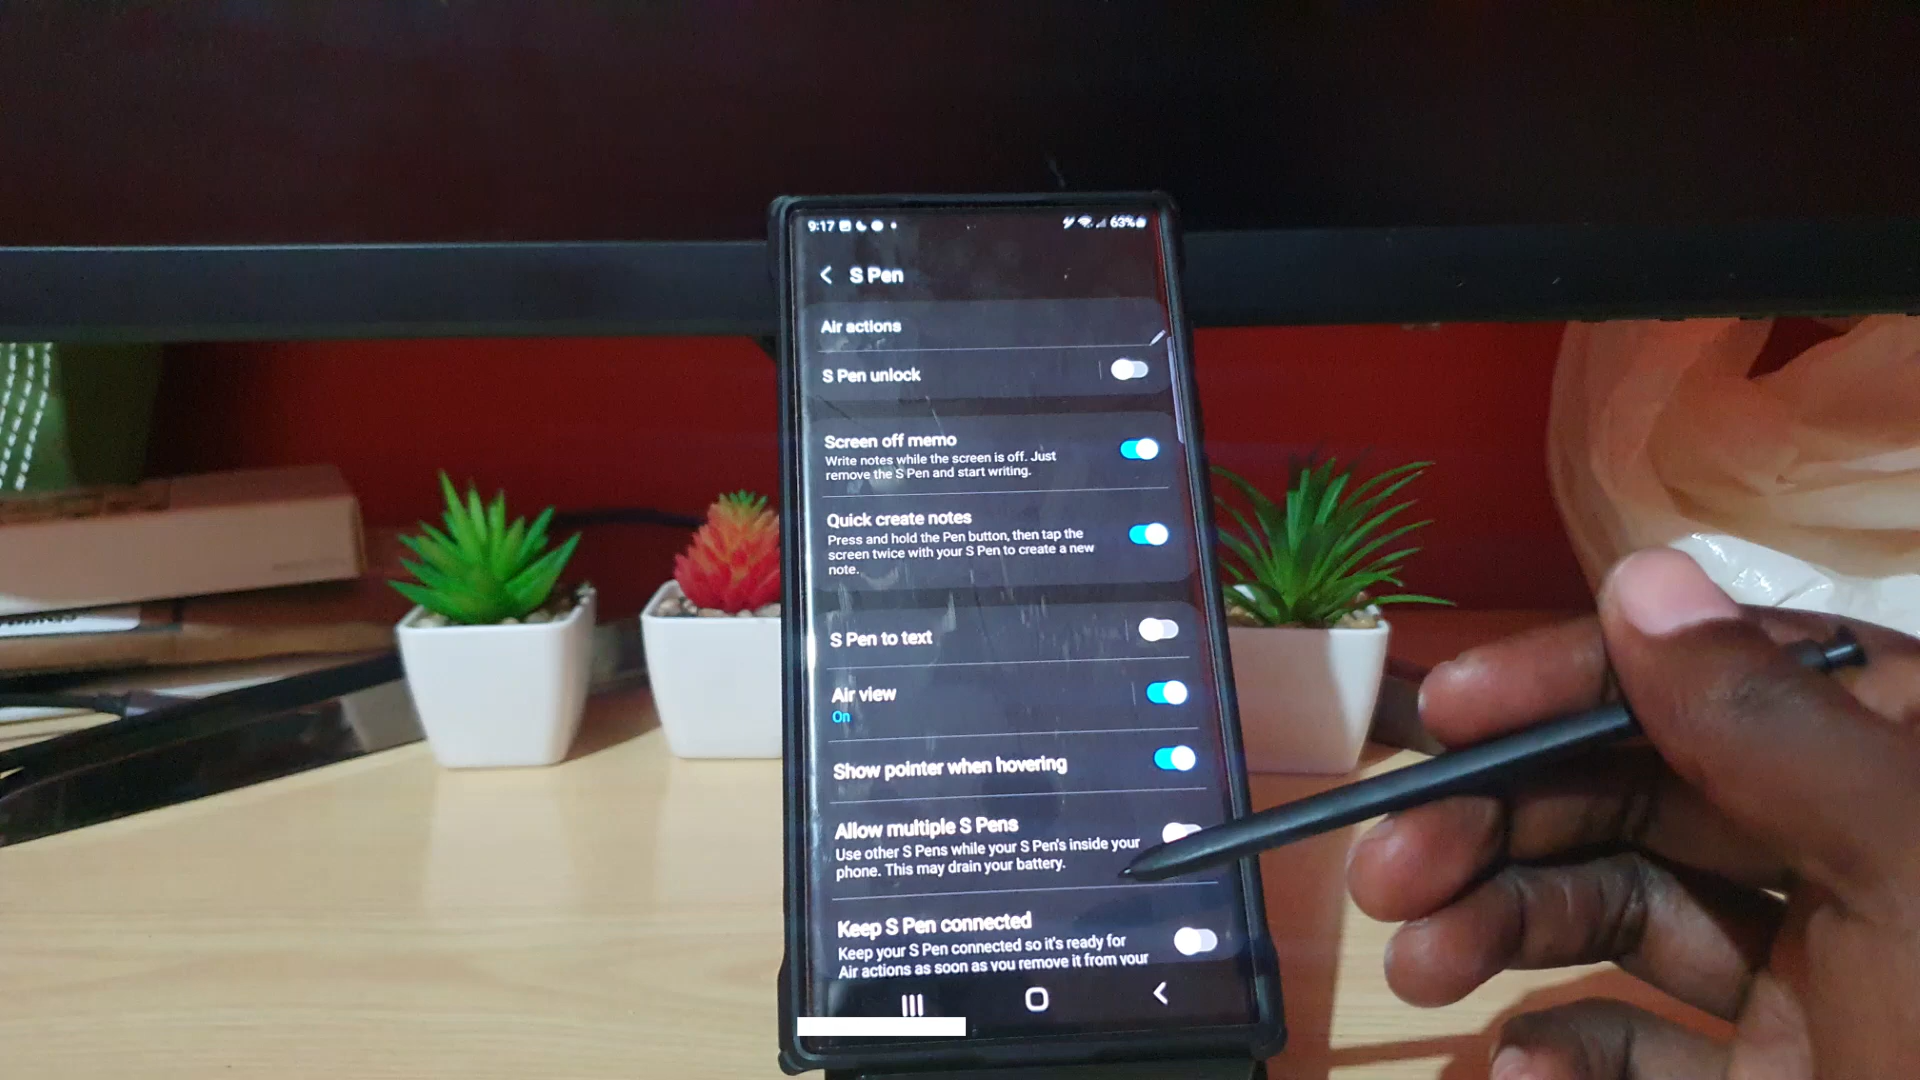 9:17
63%
S Pen
Air actions
S Pen unlock
Screen off memo
Write notes while the screen is off. Just
remove the S Pen and start writing.
Quick create notes
Press and hold the Pen button, then tap the
screen twice with your S Pen to create a new
note.
S Pen to text
Air view
On
Show pointer when hovering
Allow multiple S Pens
Use other S Pens while your S Pen's inside your
phone. This may drain your battery.
Keep S Pen connected
Keep your S Pen connected so it's ready for
Air actions as soon as you remove it from your